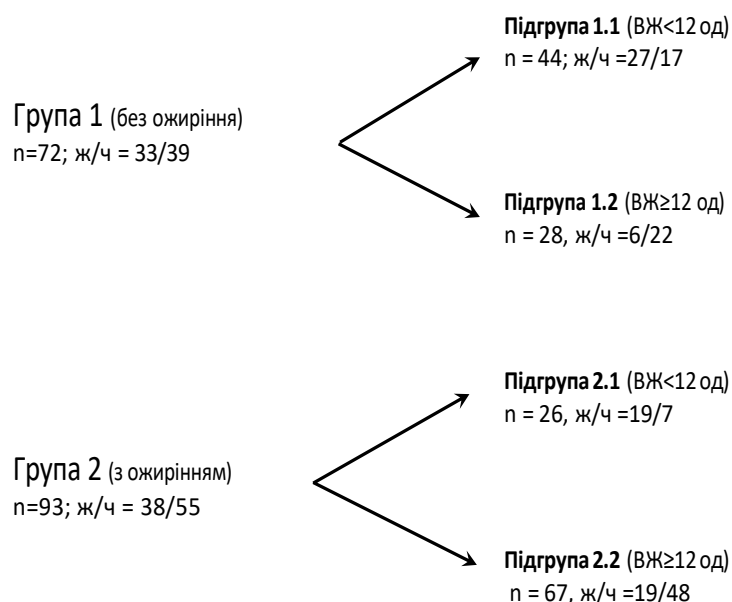 Підгрупа 1.1 (ВЖ<12 од)
n = 44; ж/ч =27/17
Група 1 (без ожиріння)
n=72; ж/ч = 33/39
Підгрупа 1.2 (ВЖ≥12 од)
n = 28, ж/ч =6/22
Підгрупа 2.1 (ВЖ<12 од)
n = 26, ж/ч =19/7
Група 2 (з ожирінням)
n=93; ж/ч = 38/55
Підгрупа 2.2 (ВЖ≥12 од)
n = 67, ж/ч =19/48